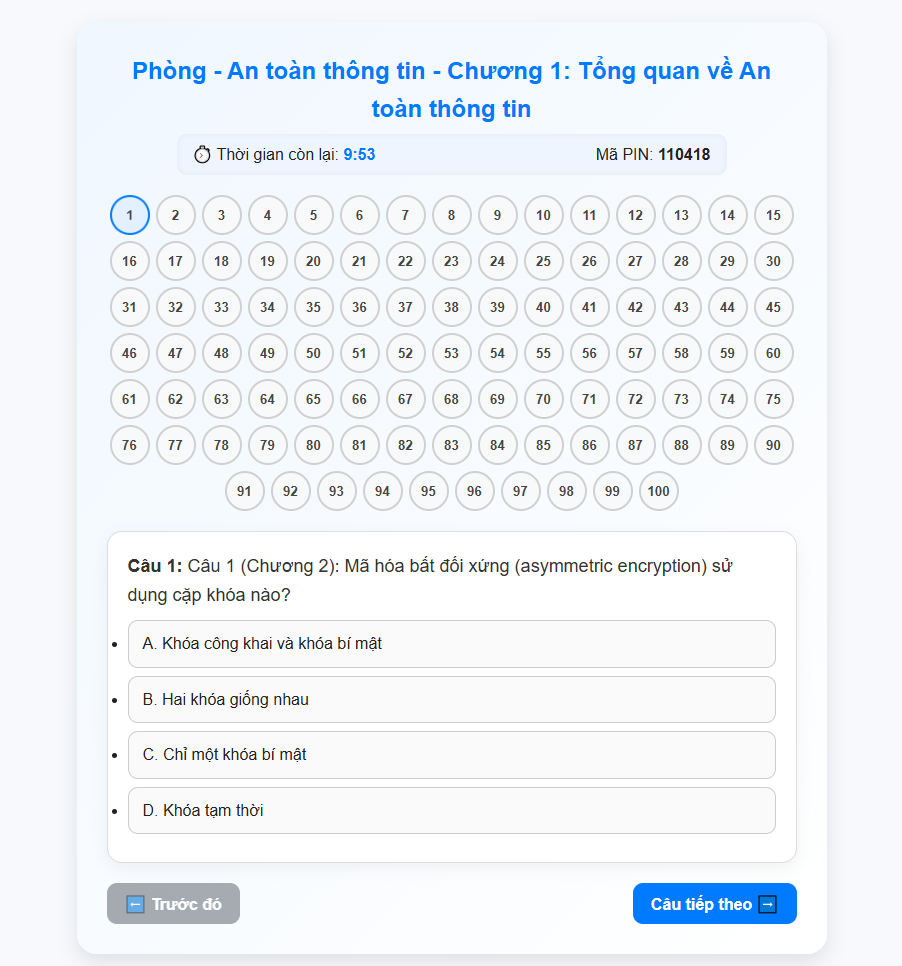 Phòng - An toàn thông tin - Chương 1: Tổng quan về An
toàn thông tin
Thời gian còn lại: 9:53 Mã PIN: 110418
1 2 3 4 5 6 7 8 9 10 11 12 13 14 15
16 17 18 19 20 21 22 23 24 25 26 27 28 29 30
31 32 33 34 35 36 37 38 39 40 41 42 43 44 45
46 47 48 49 50 51 52 53 54 55 56 57 58 59 60
61 62 63 64 65 66 67 68 69 70 71 72 73 74 75
76 77 78 79 80 81 82 83 84 85 86 87 88 89 90
91 92 93 94 95 96 97 98 99 100
Câu 1: Câu 1 (Chương 2): Mã hóa bất đối xứng (asymmetric encryption) sử
dụng cặp khóa nào?
A. Khóa công khai và khóa bí mật
B. Hai khóa giống nhau
C. Chỉ một khóa bí mật
D. Khóa tạm thời
⬅ Trước đó
Câu tiếp theo ➡